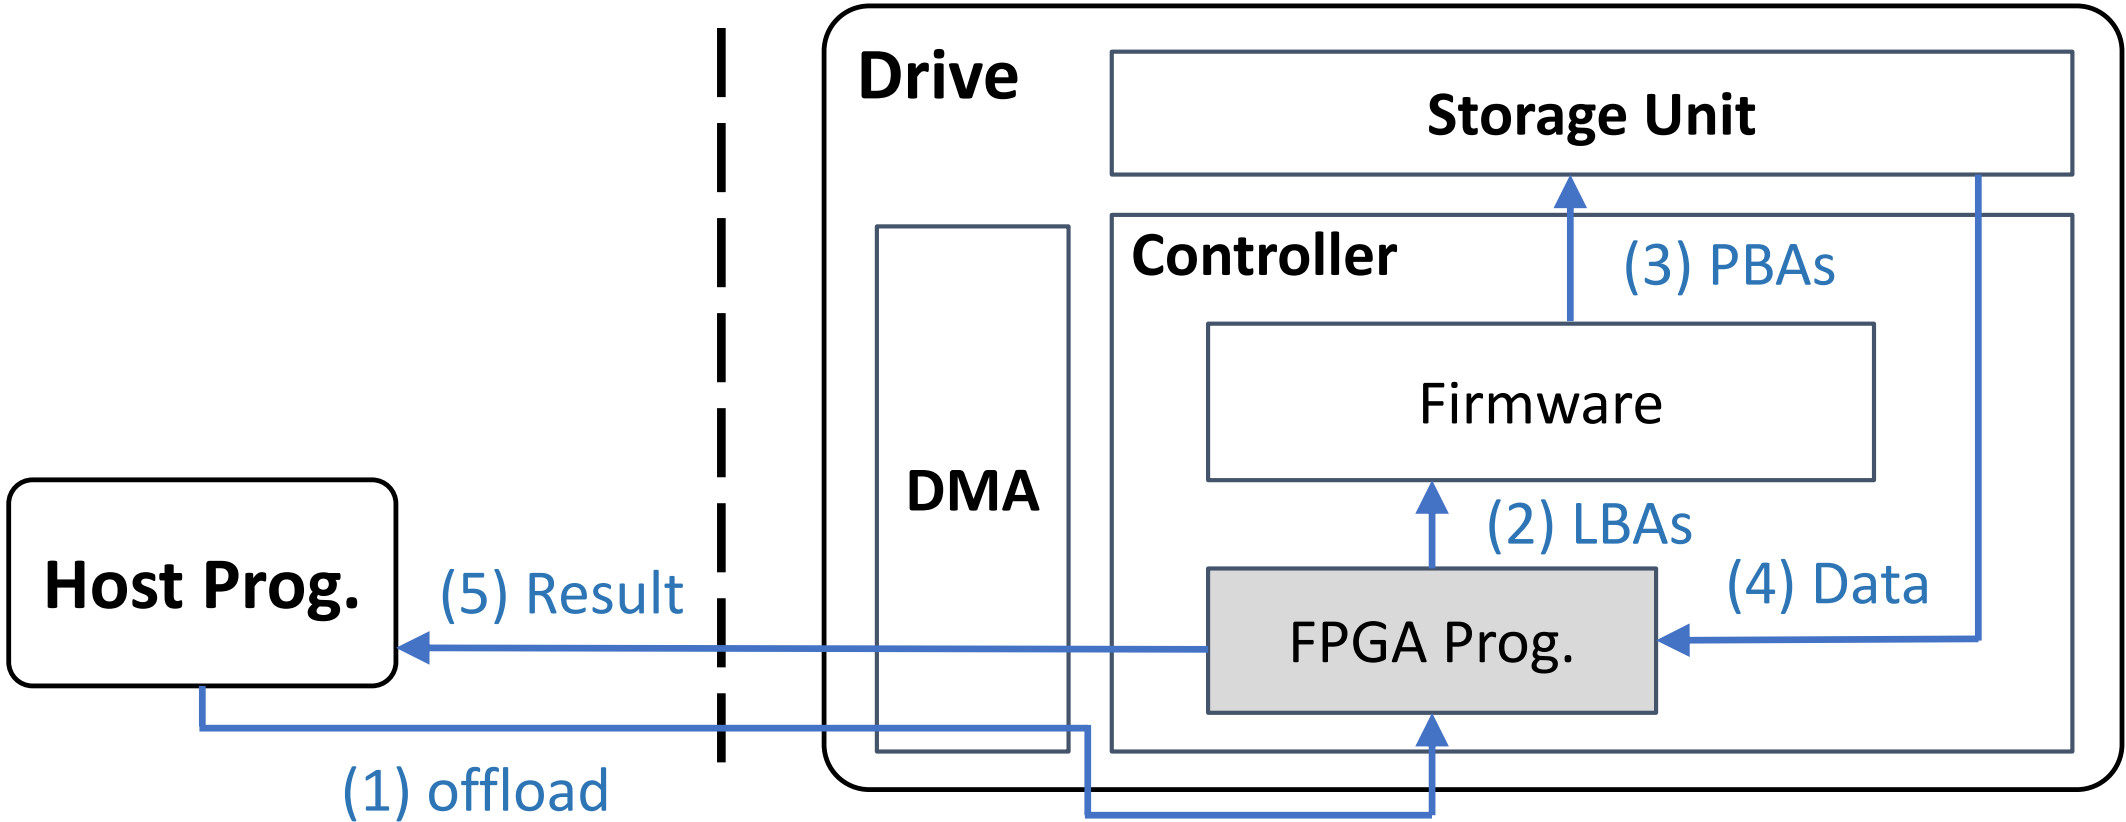 Drive
Storage Unit
Controller
(3) PBAs
Firmware
DMA
(2) LBAs
Host Prog.
(5) Result
(4) Data
FPGA Prog.
(1) offload